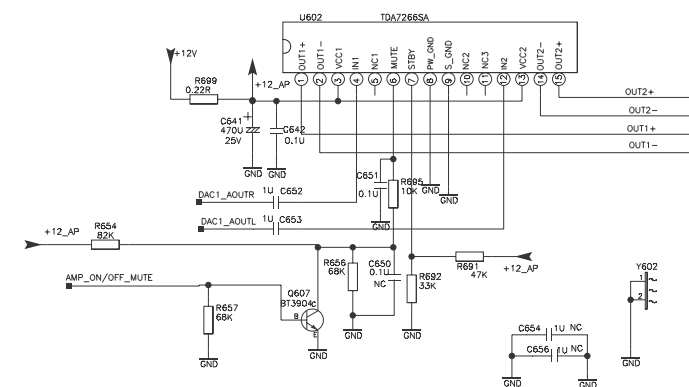 U602
TDA7266SA
OUT1+
OUT1-
VCC1
IN1
NC1
MUTE
STBY
PW_GND
S_GND
NC2
NC3
IN2
VCC2
OUT2-
OUT2+
1
2
3
4
5
6
7
8
9
10
11
12
13
14
15
+12V
R699
0.22R
+12_AP
OUT2+
OUT2-
OUT1+
OUT1-
C641
470U
25V
+
C642
0.1U
GND
GND
C651
0.1U
R695
10K
GND
GND
GND
DAC1_AOUTR
1U
C652
DAC1_AOUTL
1U
C653
+12_AP
R654
82K
AMP_ON/OFF_MUTE
R657
68K
GND
Q607
BT3904
C
B
E
GND
R656
68K
C650
0.1U
NC
GND
R692
33K
GND
R691
47K
+12_AP
C654
1U
NC
C656
1U
NC
GND
GND
Y602
1
2
GND